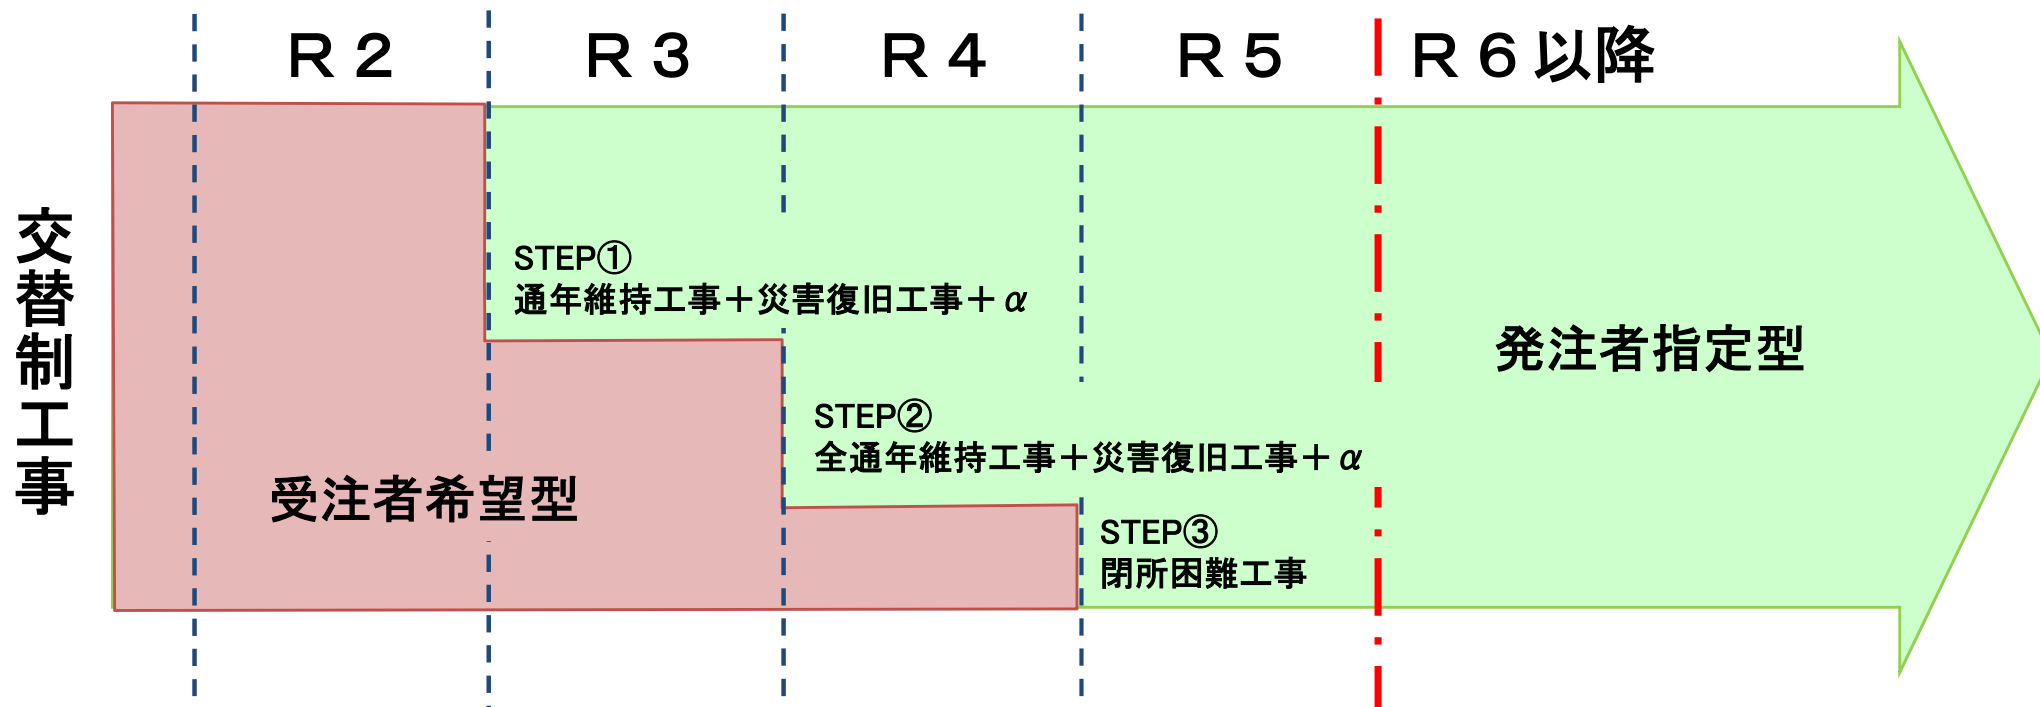 R2 R3 R4 R5 R6以降
交替制工事
STEP①
通年維持工事＋災害復旧工事＋α
STEP②
全通年維持工事＋災害復旧工事＋α
受注者希望型
STEP③
閉所困難工事
発注者指定型